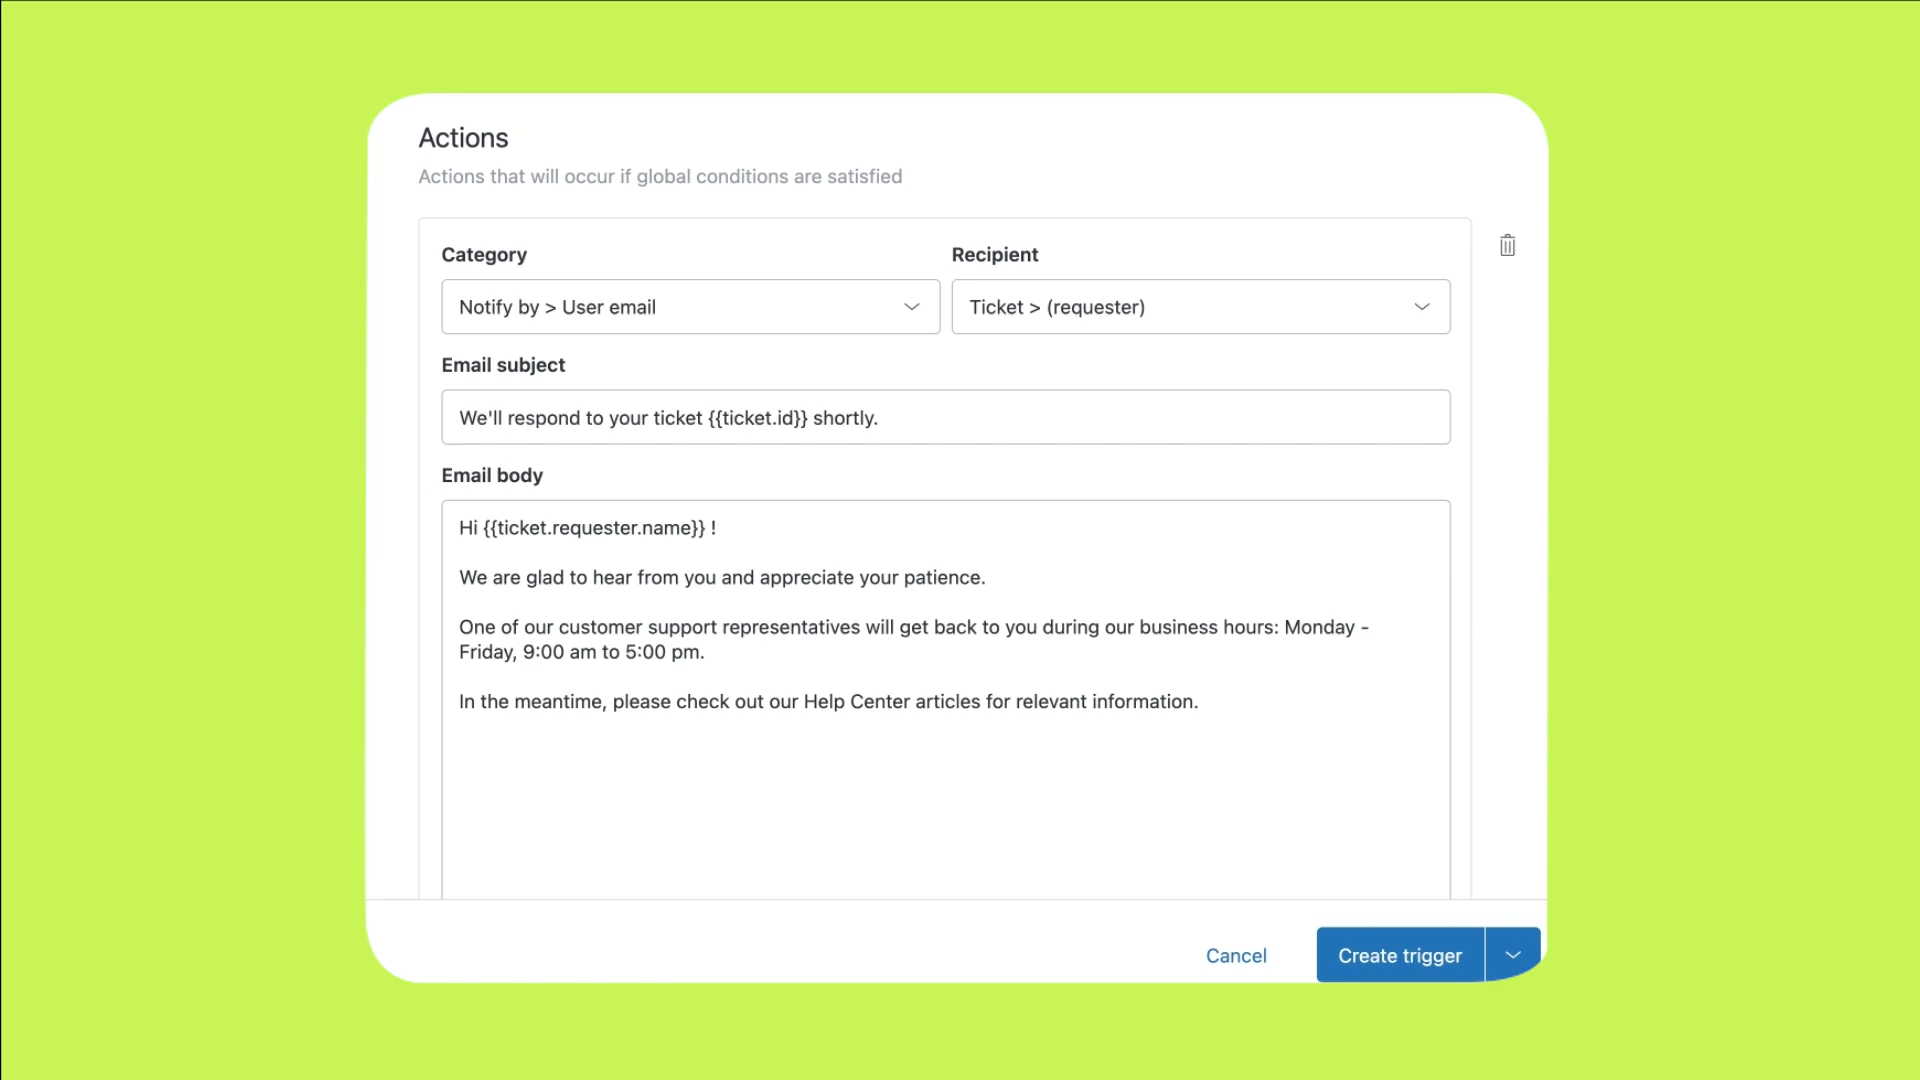 Actions
Actions that will occur if global conditions are satisfied
Category
Recipient
Notify by > User email
Ticket > (requester)
Email subject
We'll respond to your ticket {{ticket.id}} shortly.
Email body
Hi {{ticket.requester.name}} !
We are glad to hear from you and appreciate your patience.
One of our customer support representatives will get back to you during our business hours: Monday -
Friday, 9:00 am to 5:00 pm.
In the meantime, please check out our Help Center articles for relevant information.
Cancel
Create trigger